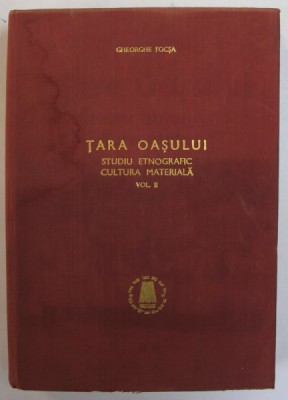 GHEORGHE FOCȘA
ȚARA OAȘULUI
STUDIU ETNOGRAFIC
CULTURA MATERIALĂ
VOL. II